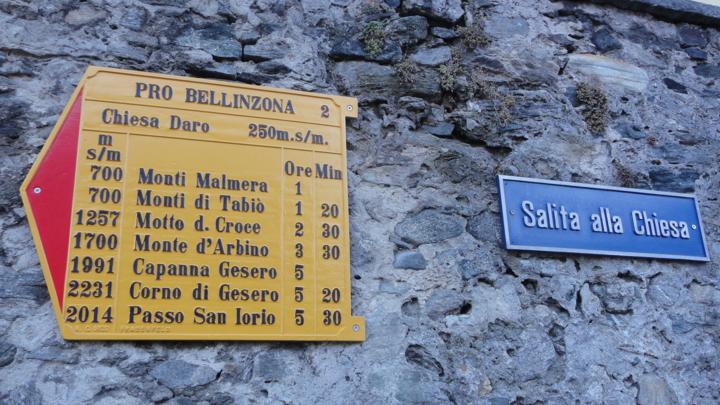 PRO BELLINZONA 2
Chiesa Daro 250m.s/m.
m
s/m Ore Min
700 Monti Malmera 1
700 Monti di Tabiò 1 20
1257 Motto d. Croce 2 30
1700 Monte d'Arbino 3 30
1991 Capanna Gesero 5
2231 Corno di Gesero 5 20
2014 Passo San Iorio 5 30
Salita alla Chiesa